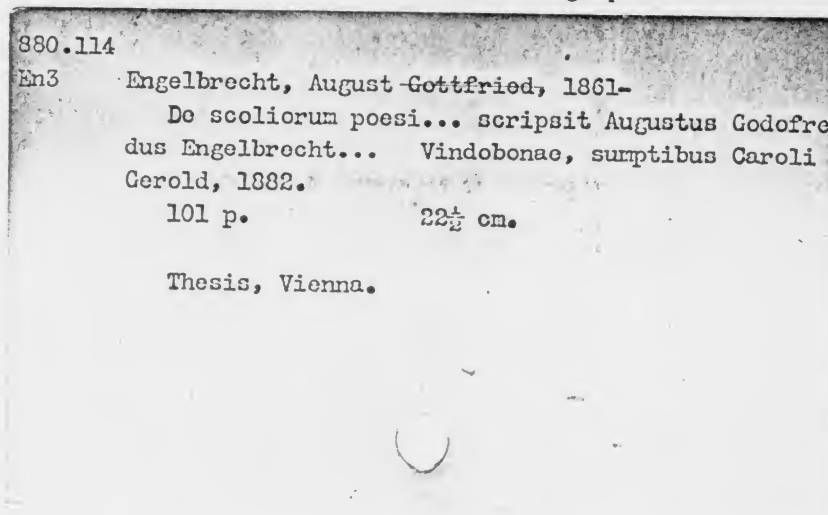 880.114
En3 Engelbrecht, August Gottfried, 1861-
De scoliorum poesi... scripsit Augustus Godofre
dus Engelbrecht... Vindobonae, sumptibus Caroli
Gerold, 1882.
101 p. 22½ cm.
Thesis, Vienna.